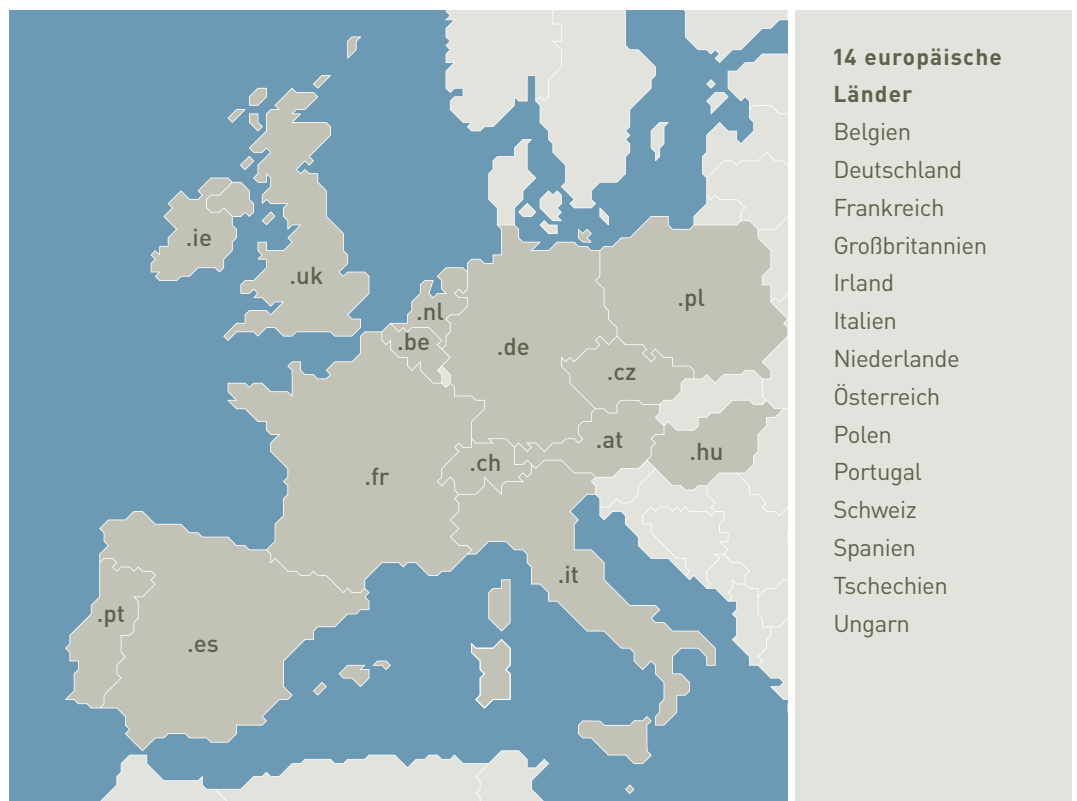 .ie
.uk
.nl
.be
.de
.pl
.cz
.at
.hu
.ch
.fr
.it
.pt
.es
14 europäische
Länder
Belgien
Deutschland
Frankreich
Großbritannien
Irland
Italien
Niederlande
Österreich
Polen
Portugal
Schweiz
Spanien
Tschechien
Ungarn